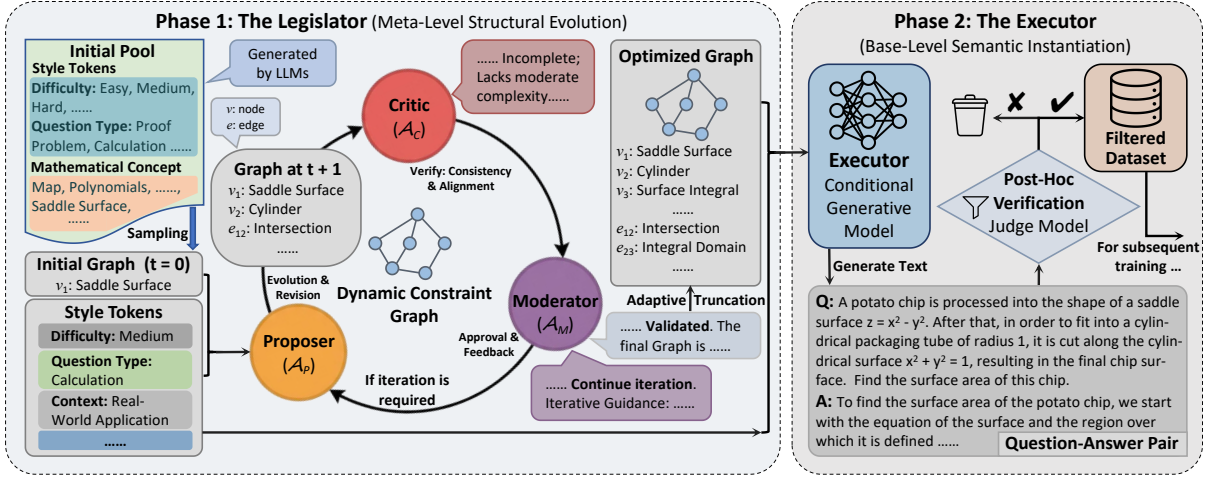 Phase 1: The Legislator (Meta-Level Structural Evolution)
Initial Pool
Style Tokens
Difficulty: Easy, Medium,
Hard, ……
Question Type: Proof
Problem, Calculation ……
Mathematical Concept
Map, Polynomials, ……,
Saddle Surface,
……
Generated
by LLMs
v: node
e: edge
Sampling
Initial Graph (t = 0)
v₁: Saddle Surface
Style Tokens
Difficulty: Medium
Question Type:
Calculation
Context: Real-
World Application
……
Graph at t + 1
v₁: Saddle Surface
v₂: Cylinder
e₁₂: Intersection
……
Evolution &
Revision
Proposer
(𝒜_P)
Critic
(𝒜_C)
…… Incomplete;
Lacks moderate
complexity……
Verify: Consistency
& Alignment
Dynamic Constraint
Graph
Moderator
(𝒜_M)
Approval &
Feedback
If iteration is
required
…… Validated. The
final Graph is ……
…… Continue iteration.
Iterative Guidance: ……
Adaptive Truncation
Optimized Graph
v₁: Saddle Surface
v₂: Cylinder
v₃: Surface Integral
……
e₁₂: Intersection
e₂₃: Integral Domain
……
Phase 2: The Executor
(Base-Level Semantic Instantiation)
Executor
Conditional
Generative
Model
Generate Text
✘ ✔
Filtered
Dataset
Post-Hoc
Verification
Judge Model
For subsequent
training ...
Q: A potato chip is processed into the shape of a saddle
surface z = x² - y². After that, in order to fit into a cylin-
drical packaging tube of radius 1, it is cut along the cylin-
drical surface x² + y² = 1, resulting in the final chip sur-
face. Find the surface area of this chip.
A: To find the surface area of the potato chip, we start
with the equation of the surface and the region over
which it is defined ……
Question-Answer Pair